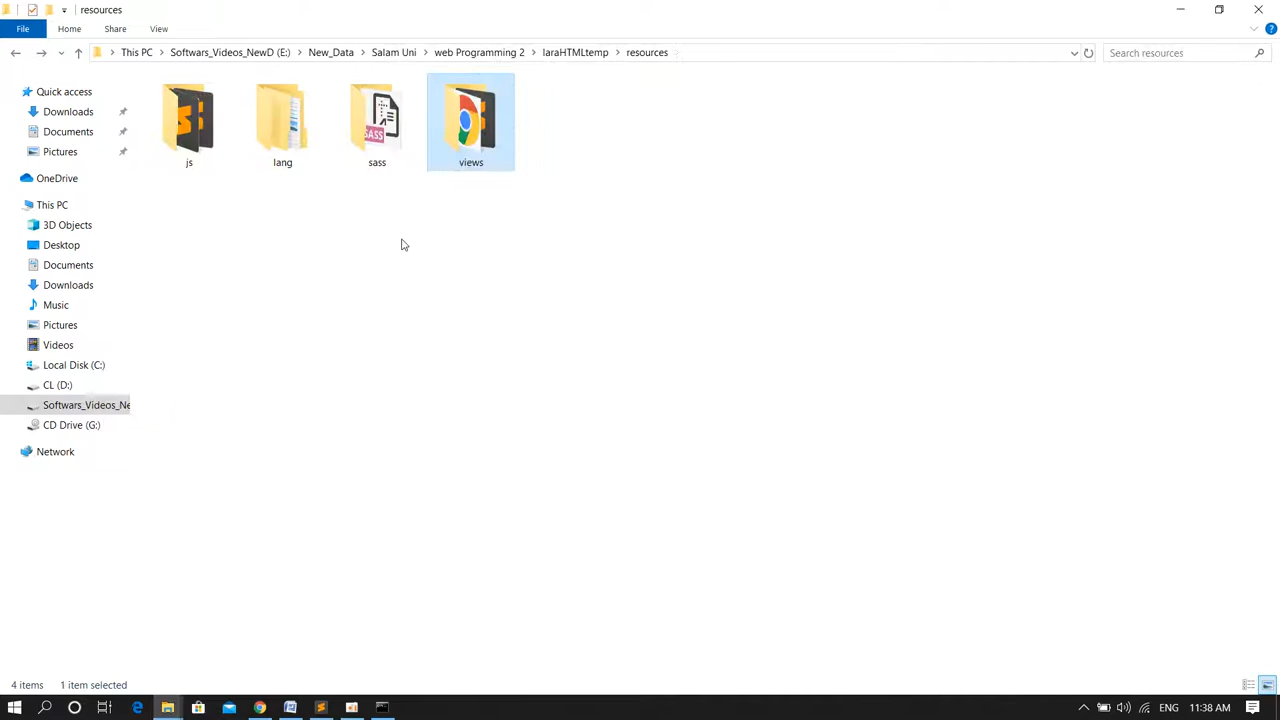 resources
File
Home
Share
View
This PC
Softwars_Videos_NewD (E:)
New_Data
Salam Uni
web Programming 2
laraHTMLtemp
resources
Search resources
Quick access
Downloads
Documents
Pictures
OneDrive
This PC
3D Objects
Desktop
Documents
Downloads
Music
Pictures
Videos
Local Disk (C:)
CL (D:)
Softwars_Videos_Ne
CD Drive (G:)
Network
js
lang
SASS
sass
views
4 items
1 item selected
ENG
11:38 AM